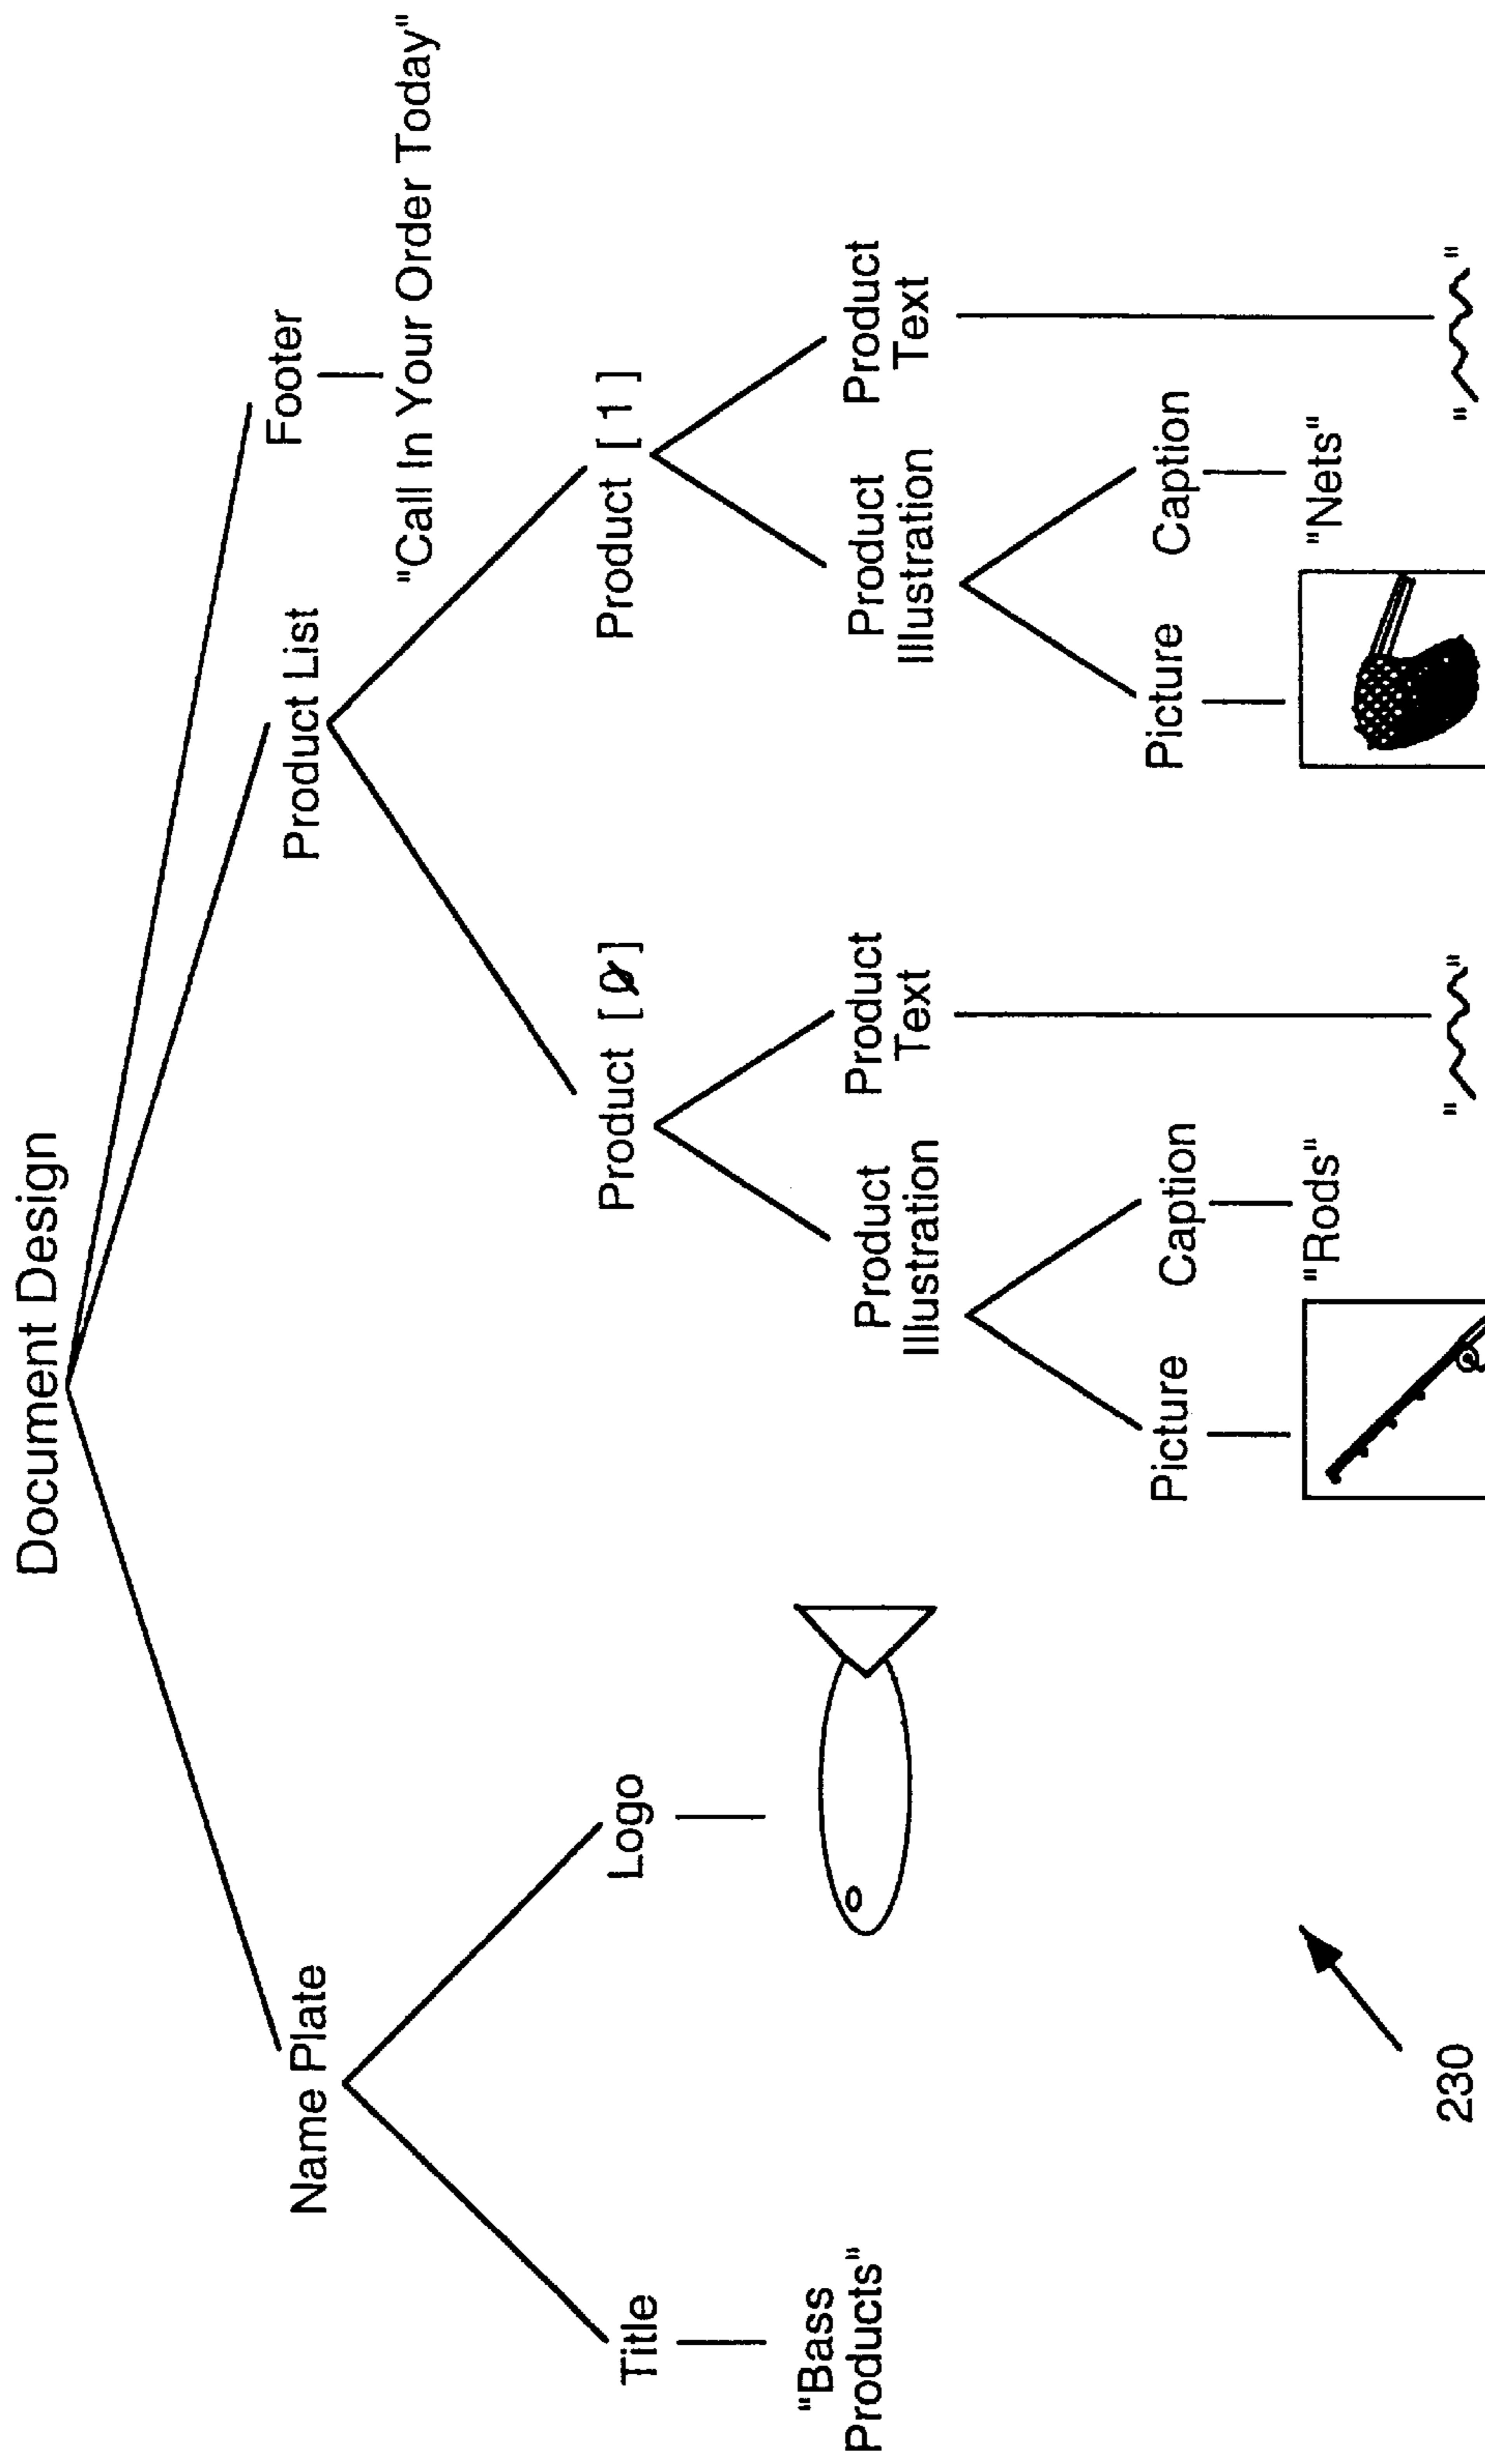 Document Design
Name Plate
Product List
Footer
"Call In Your Order Today"
Title
Logo
Product [ 0 ]
Product [ 1 ]
"Bass
Products"
Product
Illustration
Product
Text
Product
Illustration
Product
Text
Picture
Caption
Picture
Caption
"Rods"
"Nets"
230